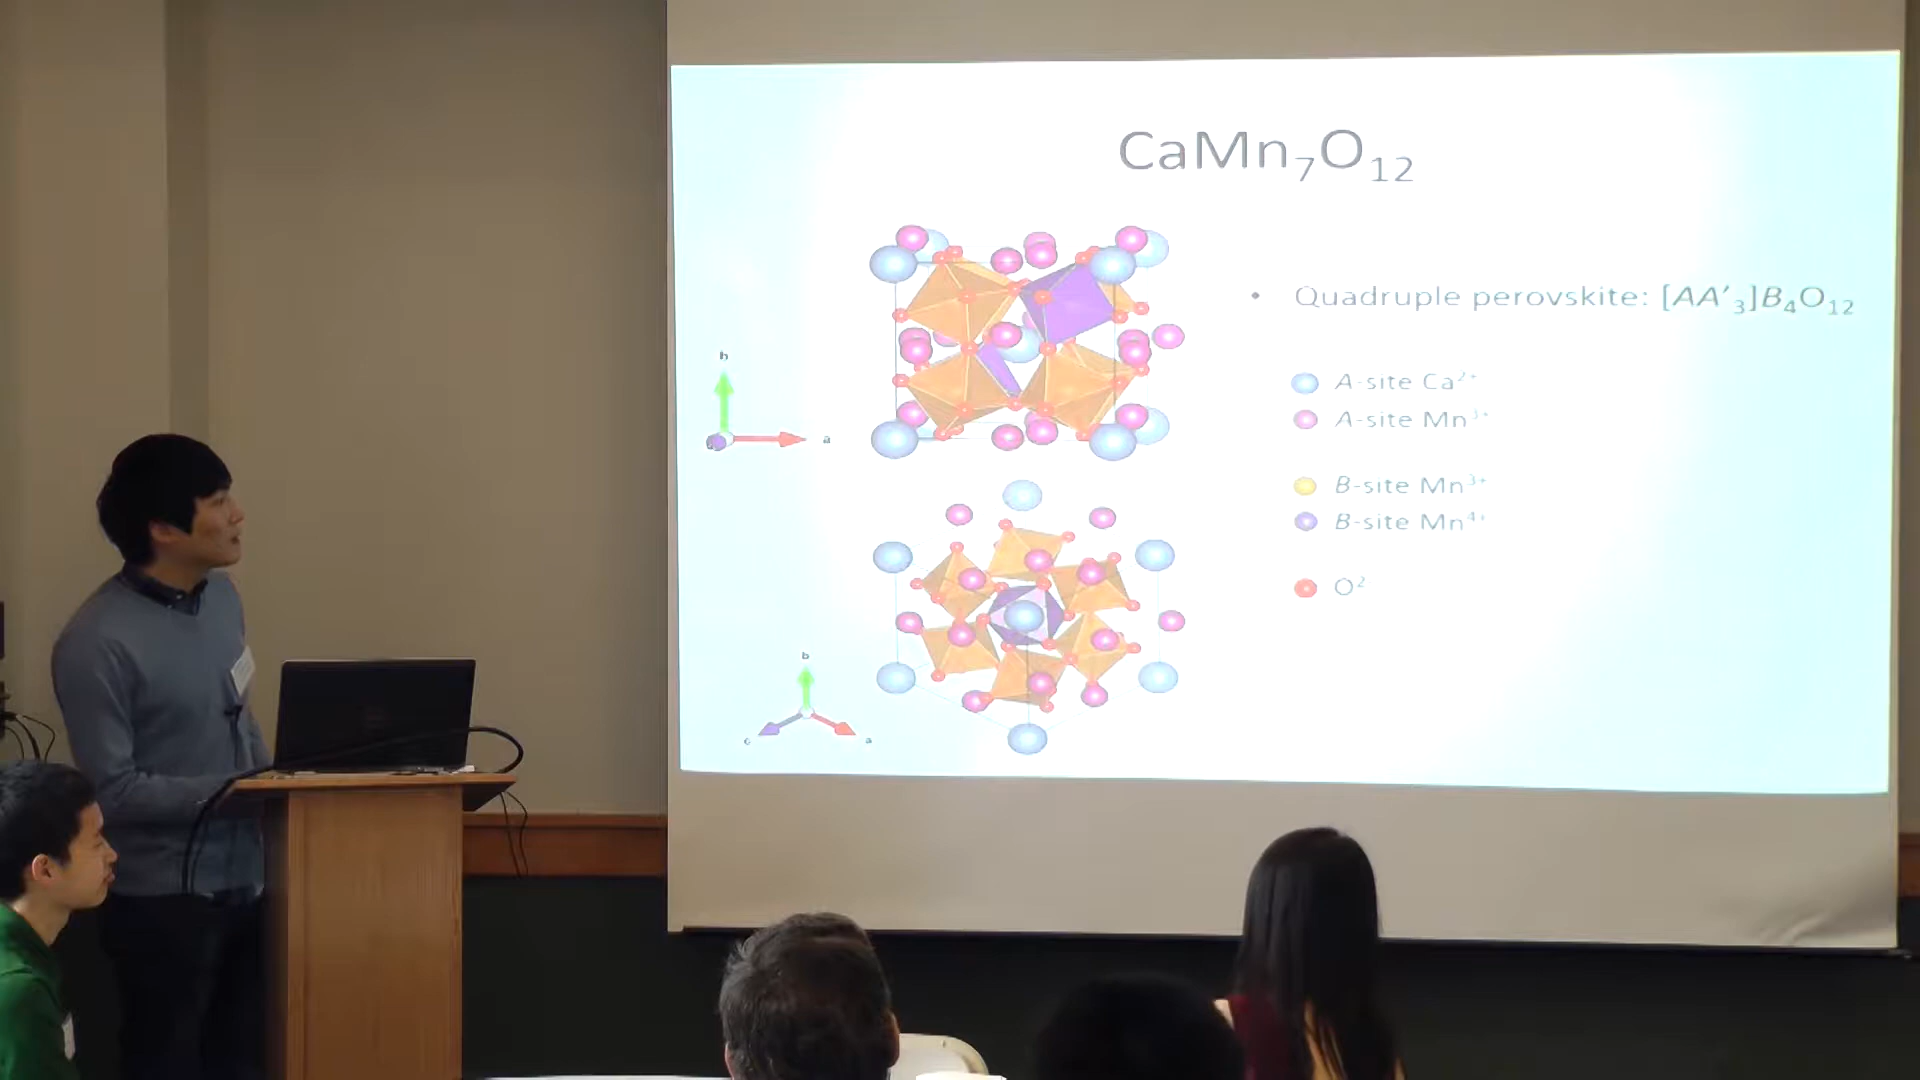 CaMn₇O₁₂
• Quadruple perovskite: [AA′₃]B₄O₁₂
A-site Ca²⁺
A-site Mn³⁺
B-site Mn³⁺
B-site Mn⁴⁺
O²
b
a
b
c
a